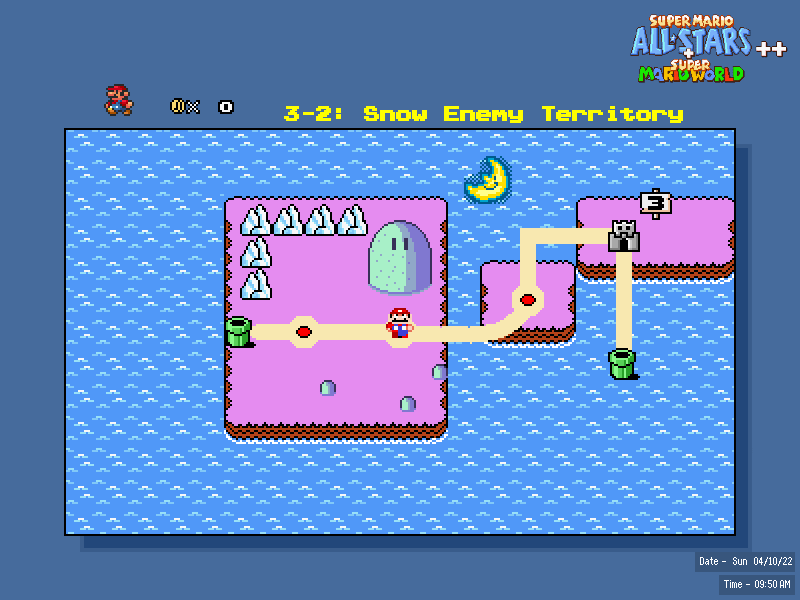 SUPER MARIO
ALL-STARS ++
+
SUPER
MARIO WORLD
0× 0
3-2: Snow Enemy Territory
3
Date - Sun 04/10/22
Time - 09:50 AM